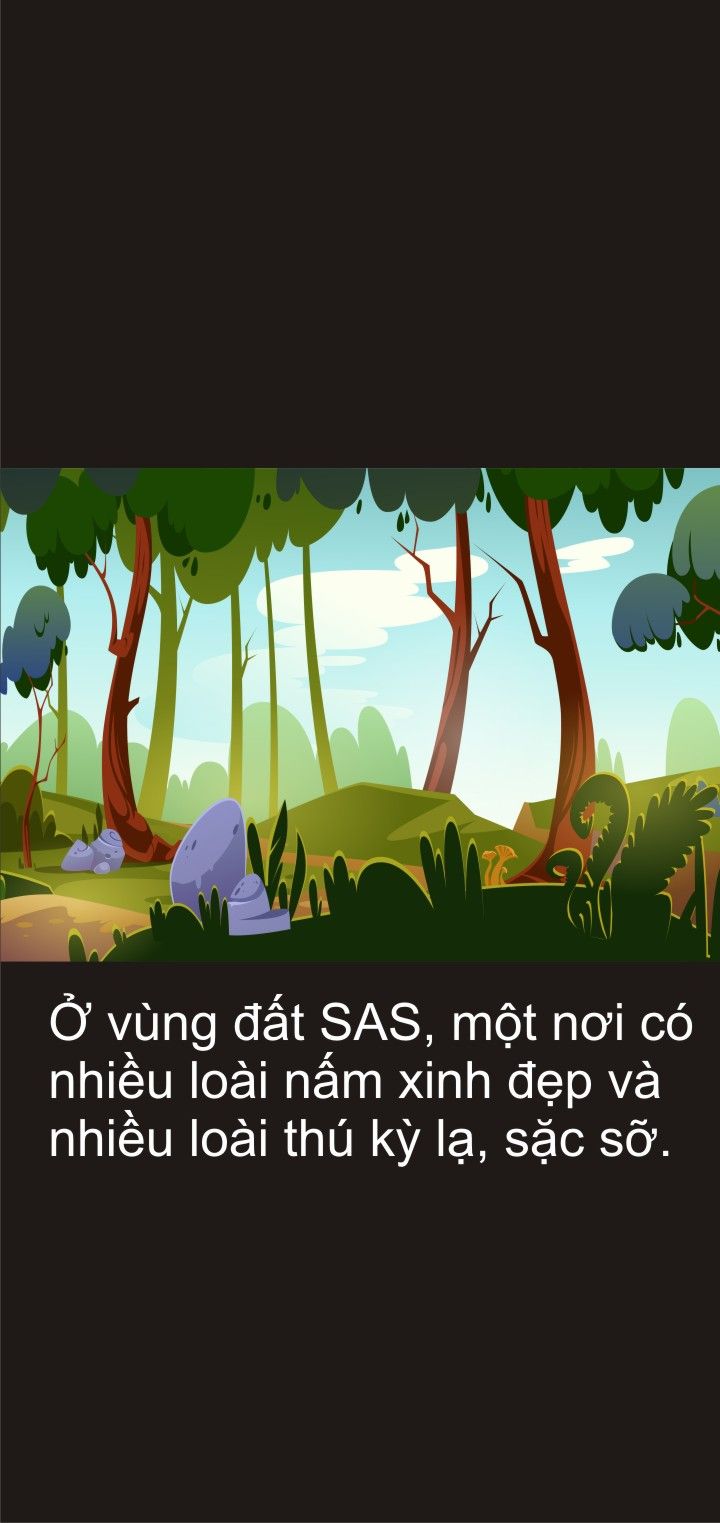 Ở vùng đất SAS, một nơi có
nhiều loài nấm xinh đẹp và
nhiều loài thú kỳ lạ, sặc sỡ.